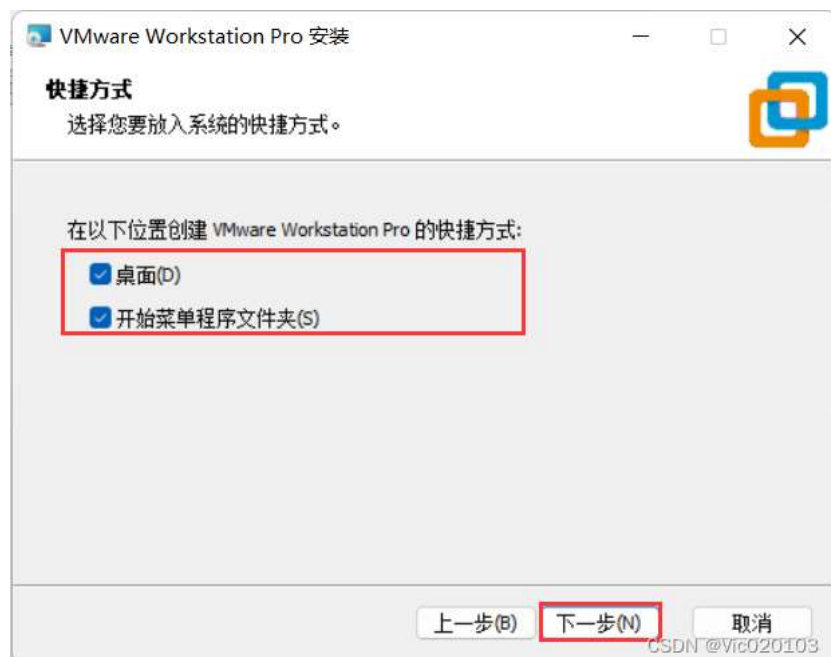 VMware Workstation Pro 安装
快捷方式
选择您要放入系统的快捷方式。
在以下位置创建 VMware Workstation Pro 的快捷方式:
桌面(D)
开始菜单程序文件夹(S)
上一步(B) 下一步(N) 取消
CSDN @Vic020103